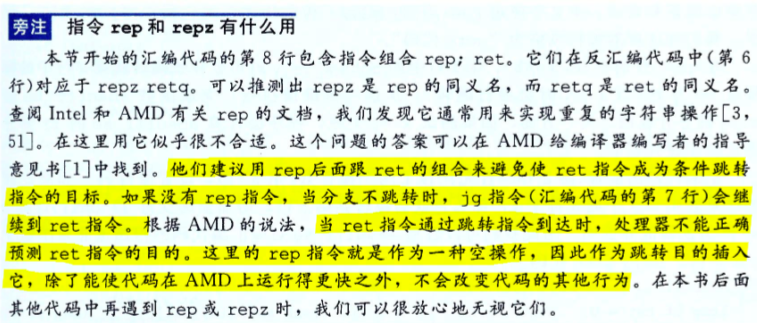 旁注 指令 rep 和 repz 有什么用
本节开始的汇编代码的第 8 行包含指令组合 rep; ret。它们在反汇编代码中(第 6
行)对应于 repz retq。可以推测出 repz 是 rep 的同义名，而 retq 是 ret 的同义名。
查阅 Intel 和 AMD 有关 rep 的文档，我们发现它通常用来实现重复的字符串操作[3，
51]。在这里用它似乎很不合适。这个问题的答案可以在 AMD 给编译器编写者的指导
意见书[1]中找到。他们建议用 rep 后面跟 ret 的组合来避免使 ret 指令成为条件跳转
指令的目标。如果没有 rep 指令，当分支不跳转时，jg 指令(汇编代码的第 7 行)会继
续到 ret 指令。根据 AMD 的说法，当 ret 指令通过跳转指令到达时，处理器不能正确
预测 ret 指令的目的。这里的 rep 指令就是作为一种空操作，因此作为跳转目的插入
它，除了能使代码在 AMD 上运行得更快之外，不会改变代码的其他行为。在本书后面
其他代码中再遇到 rep 或 repz 时，我们可以很放心地无视它们。